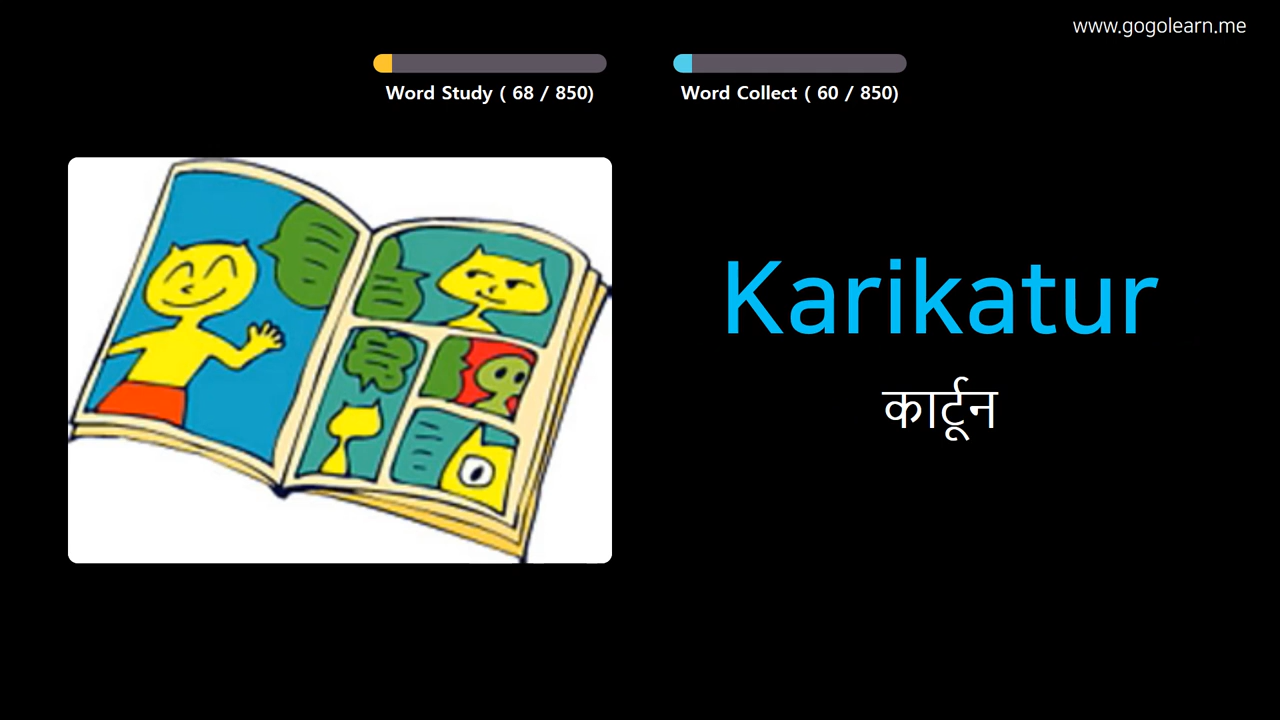 www.gogolearn.me
Word Study ( 68 / 850)
Word Collect ( 60 / 850)
Karikatur
कार्टून